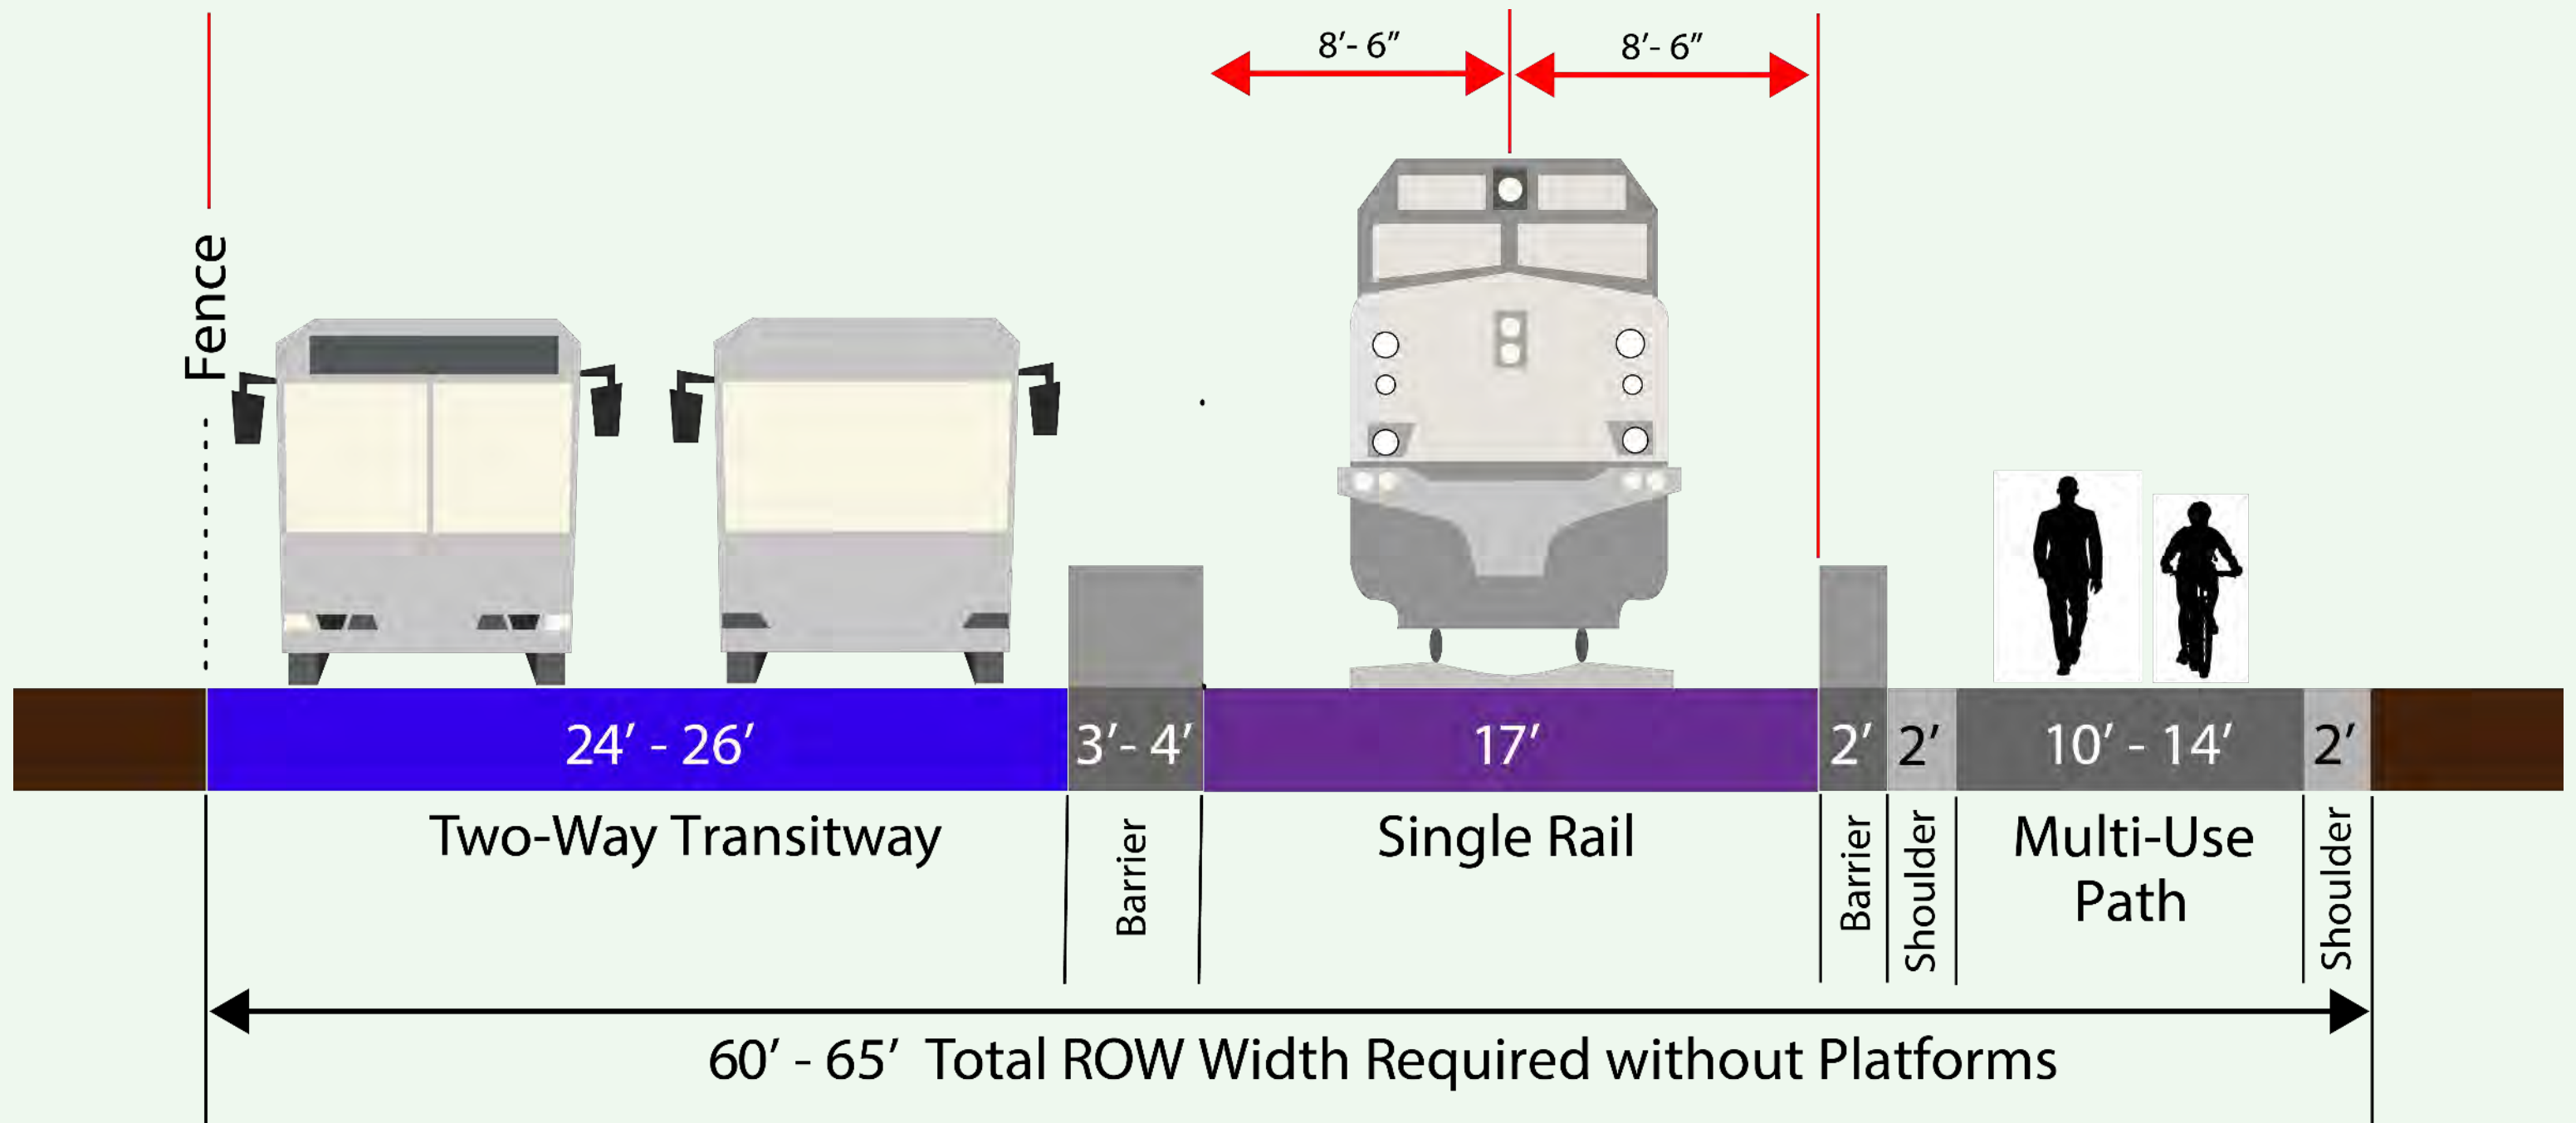 8’- 6”
8’- 6”
Fence
24’ - 26’
3’- 4’
17’
2’
2’
10’ - 14’
2’
Two-Way Transitway
Barrier
Single Rail
Barrier
Shoulder
Multi-Use
Path
Shoulder
60’ - 65’ Total ROW Width Required without Platforms